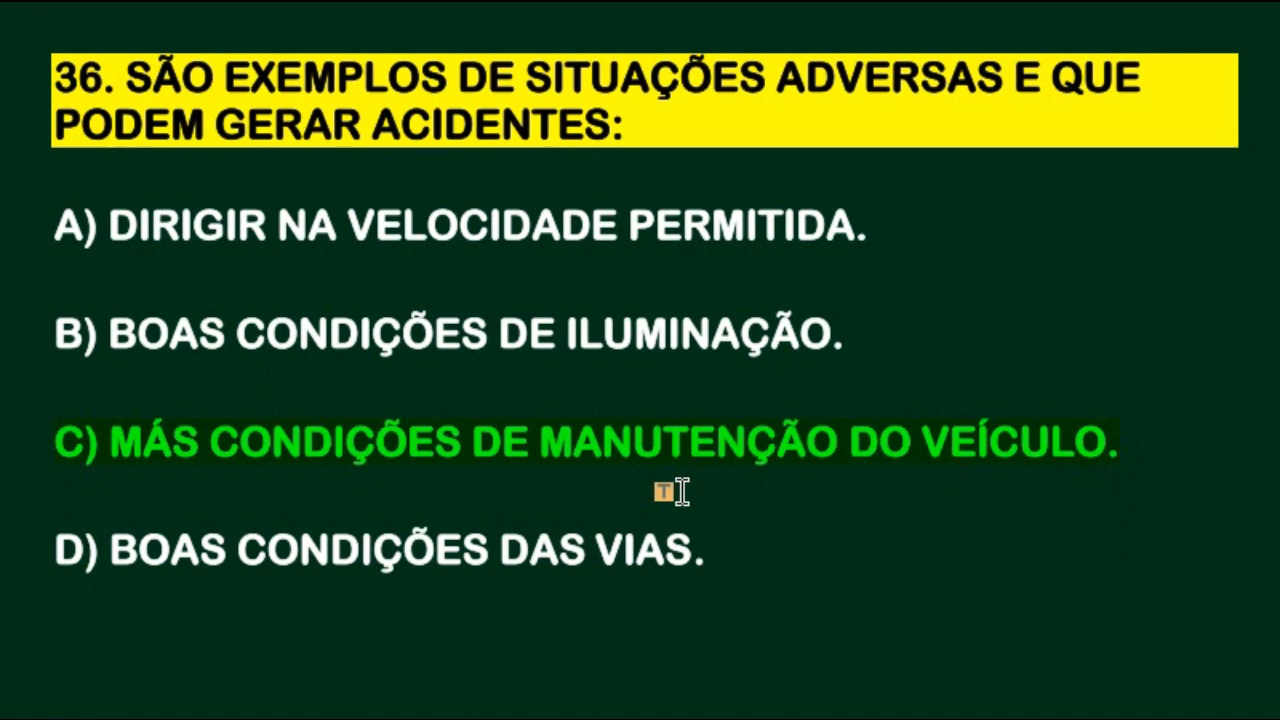 36. SÃO EXEMPLOS DE SITUAÇÕES ADVERSAS E QUE
PODEM GERAR ACIDENTES:
A) DIRIGIR NA VELOCIDADE PERMITIDA.
B) BOAS CONDIÇÕES DE ILUMINAÇÃO.
C) MÁS CONDIÇÕES DE MANUTENÇÃO DO VEÍCULO.
T
D) BOAS CONDIÇÕES DAS VIAS.